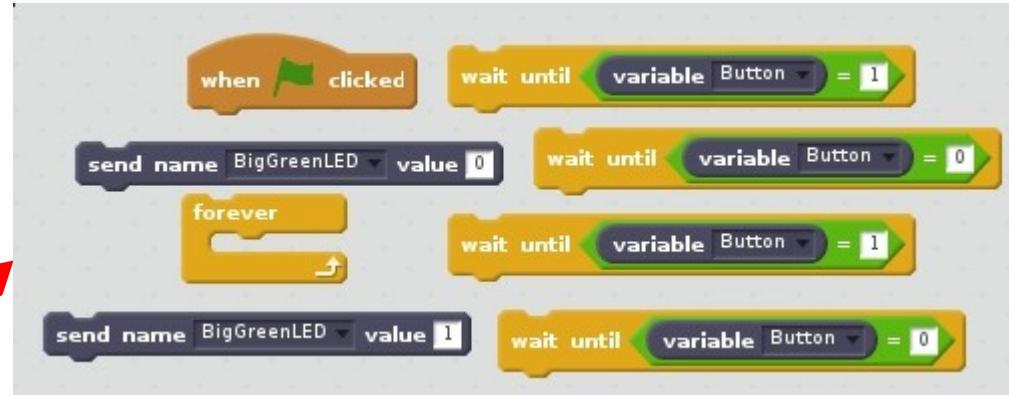 when clicked
wait until variable Button = 1
send name BigGreenLED value 0
wait until variable Button = 0
forever
wait until variable Button = 1
send name BigGreenLED value 1
wait until variable Button = 0